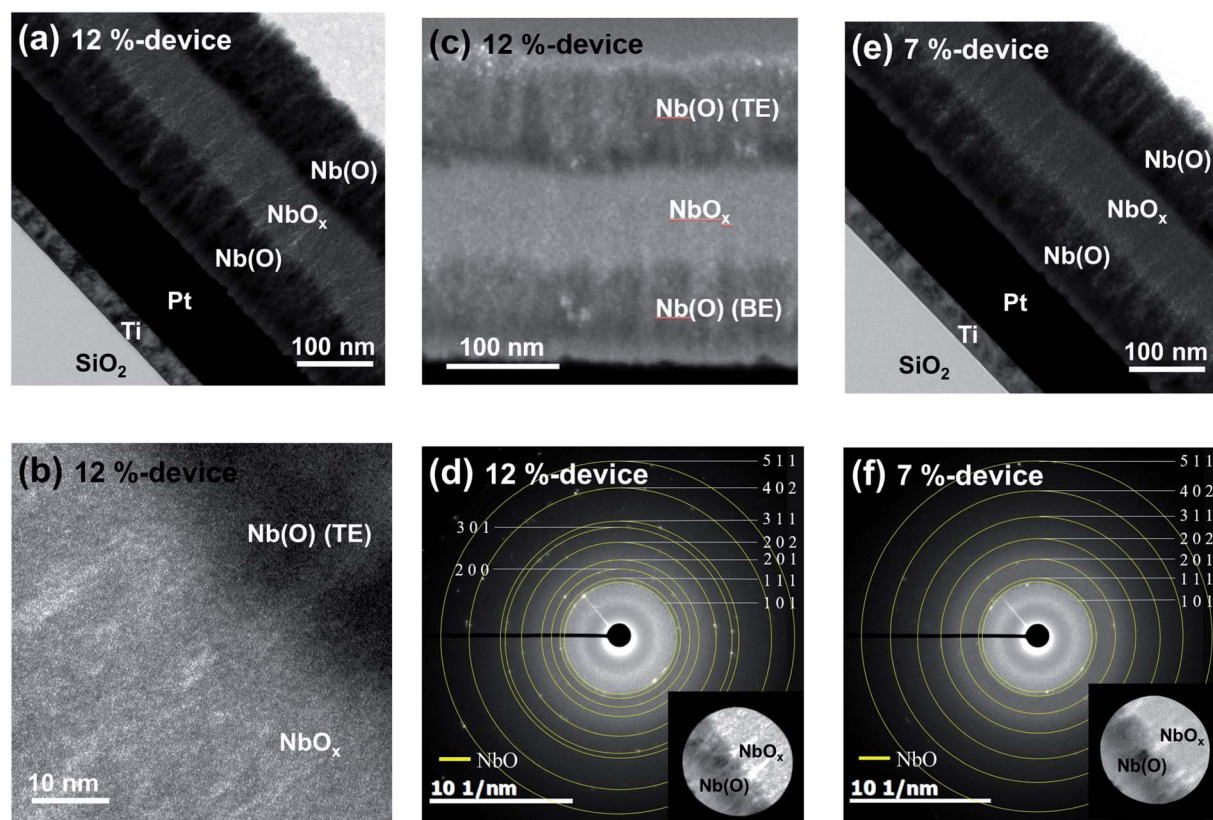 (a) 12 %-device
Nb(O)
NbOₓ
Nb(O)
Pt
Ti
SiO₂
100 nm
(c) 12 %-device
Nb(O) (TE)
NbOₓ
Nb(O) (BE)
100 nm
(e) 7 %-device
Nb(O)
NbOₓ
Nb(O)
Pt
Ti
SiO₂
100 nm
(b) 12 %-device
Nb(O) (TE)
NbOₓ
10 nm
(d) 12 %-device
5 1 1
4 0 2
3 1 1
3 0 1
2 0 2
2 0 1
2 0 0
1 1 1
1 0 1
NbOₓ
Nb(O)
NbO
10 1/nm
(f) 7 %-device
5 1 1
4 0 2
3 1 1
2 0 2
2 0 1
1 1 1
1 0 1
NbOₓ
Nb(O)
NbO
10 1/nm